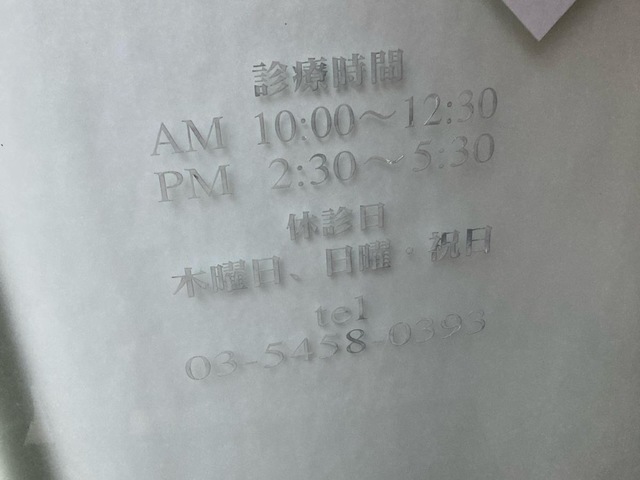 診療時間
AM 10:00～12:30
PM 2:30～5:30
休診日
木曜日、日曜・祝日
tel
03-5458-0393